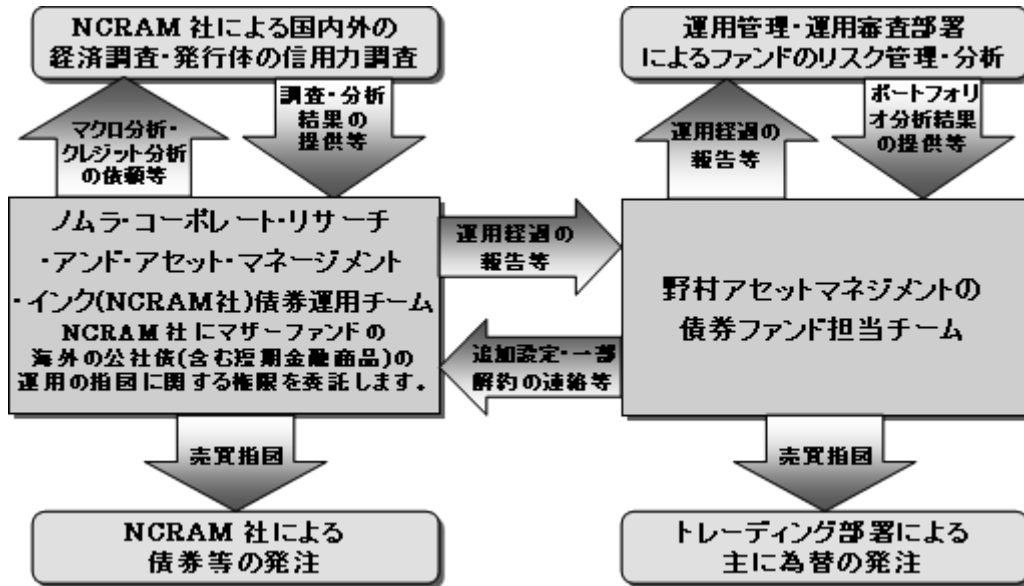 NCRAM 社による国内外の
経済調査・発行体の信用力調査
運用管理・運用審査部署
によるファンドのリスク管理・分析
マクロ分析・
クレジット分析
の依頼等
調査・分析
結果の
提供等
運用経過の
報告等
ポートフォリ
オ分析結果
の提供等
ノムラ・コーポレート・リサーチ
・アンド・アセット・マネージメント
・インク(NCRAM社)債券運用チーム
NCRAM 社にマザーファンドの
海外の公社債(含む短期金融商品)の
運用の指図に関する権限を委託します。
運用経過の
報告等
追加設定・一部
解約の連絡等
野村アセットマネジメントの
債券ファンド担当チーム
売買指図
売買指図
NCRAM 社による
債券等の発注
トレーディング部署による
主に為替の発注